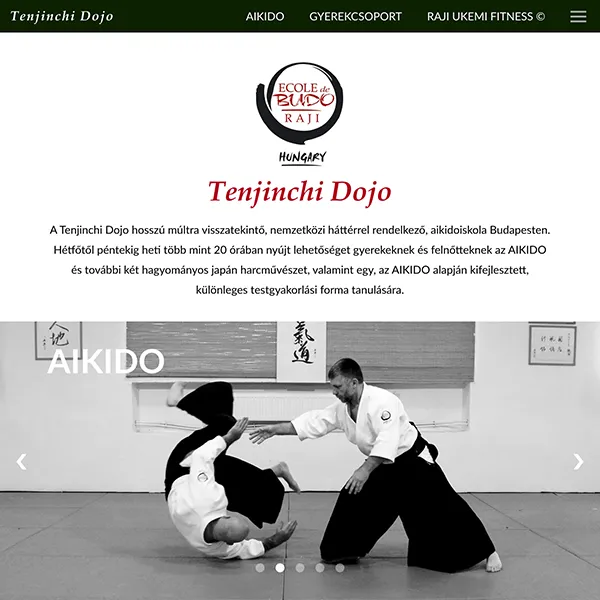 Tenjinchi Dojo
AIKIDO GYEREKCSOPORT RAJI UKEMI FITNESS ©
ECOLE de
BUDO
RAJI
HUNGARY
Tenjinchi Dojo
A Tenjinchi Dojo hosszú múltra visszatekintő, nemzetközi háttérrel rendelkező, aikidoiskola Budapesten.
Hétfőtől péntekig heti több mint 20 órában nyújt lehetőséget gyerekeknek és felnőtteknek az AIKIDO
és további két hagyományos japán harcművészet, valamint egy, az AIKIDO alapján kifejlesztett,
különleges testgyakorlási forma tanulására.
AIKIDO
気
道